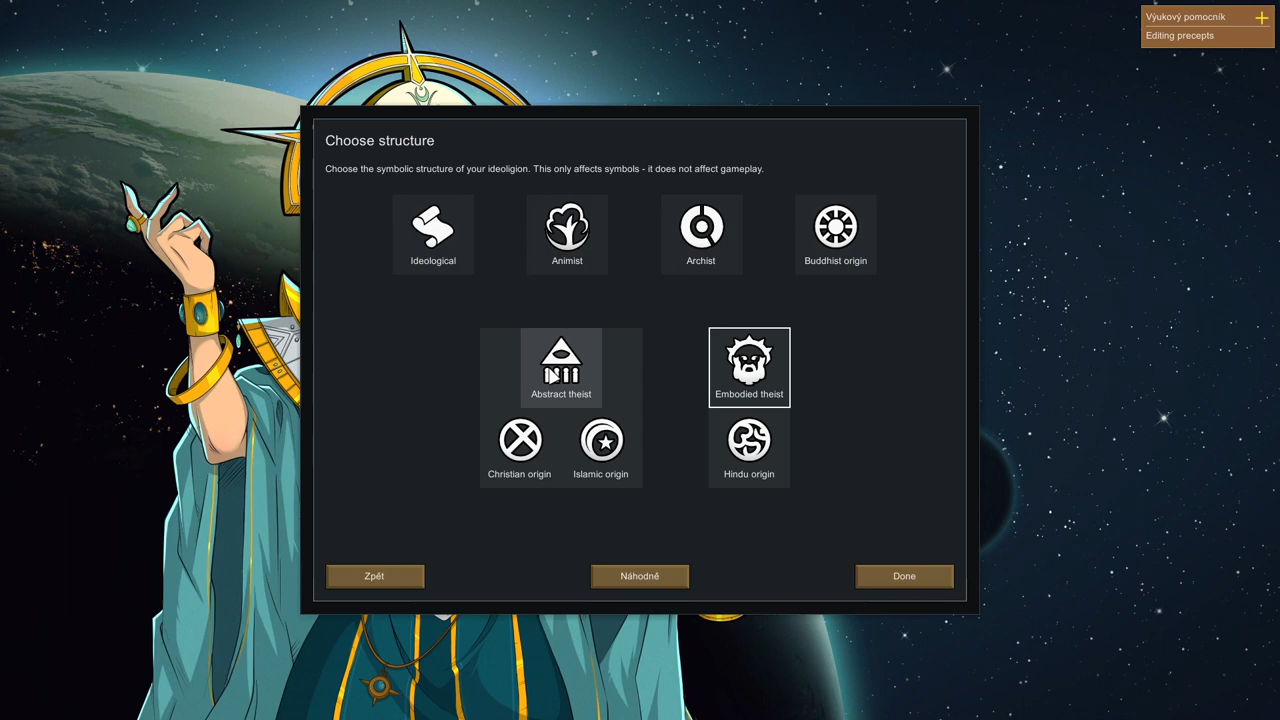 Výukový pomocník
Editing precepts
Choose structure
Choose the symbolic structure of your ideoligion. This only affects symbols - it does not affect gameplay.
Ideological
Animist
Archist
Buddhist origin
Abstract theist
Embodied theist
Christian origin
Islamic origin
Hindu origin
Zpět
Náhodně
Done